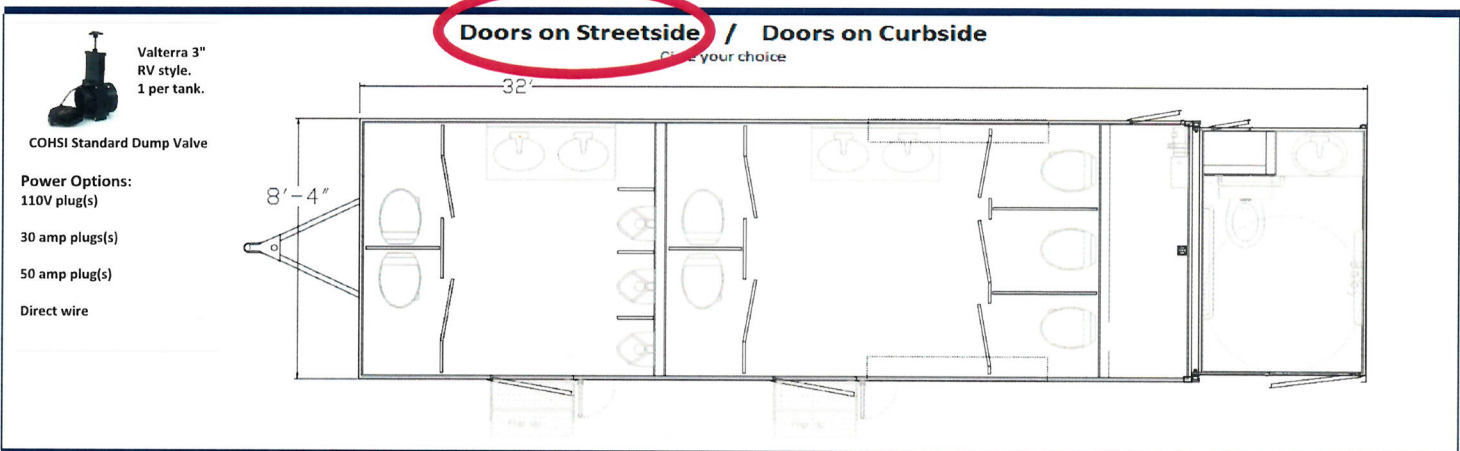 Doors on Streetside / Doors on Curbside
your choice
Valterra 3"
RV style.
1 per tank.
COHSI Standard Dump Valve
Power Options:
110V plug(s)
30 amp plugs(s)
50 amp plug(s)
Direct wire
32'
8'-4"